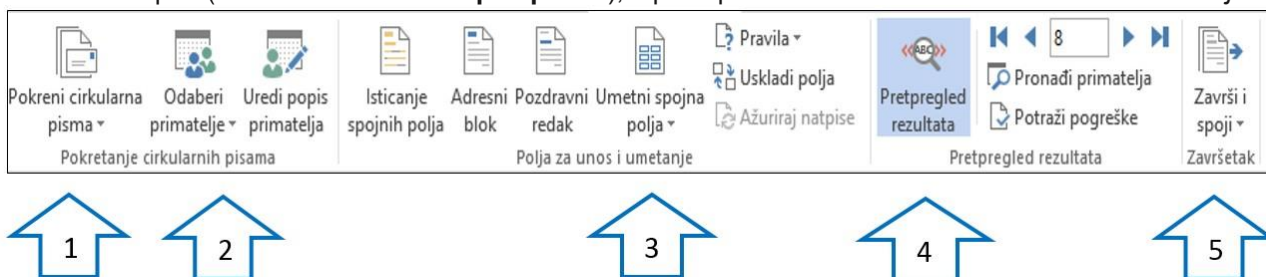 Pokreni cirkularna
pisma
Odaberi
primatelje
Uredi popis
primatelja
Isticanje
spojnih polja
Adresni
blok
Pozdravni
redak
Umetni spojna
polja
Pravila
Uskladi polja
Ažuriraj natpise
ABC
Pretpregled
rezultata
8
Pronađi primatelja
Potraži pogreške
Završi i
spoji
Pokretanje cirkularnih pisama
Polja za unos i umetanje
Pretpregled rezultata
Završetak
1
2
3
4
5